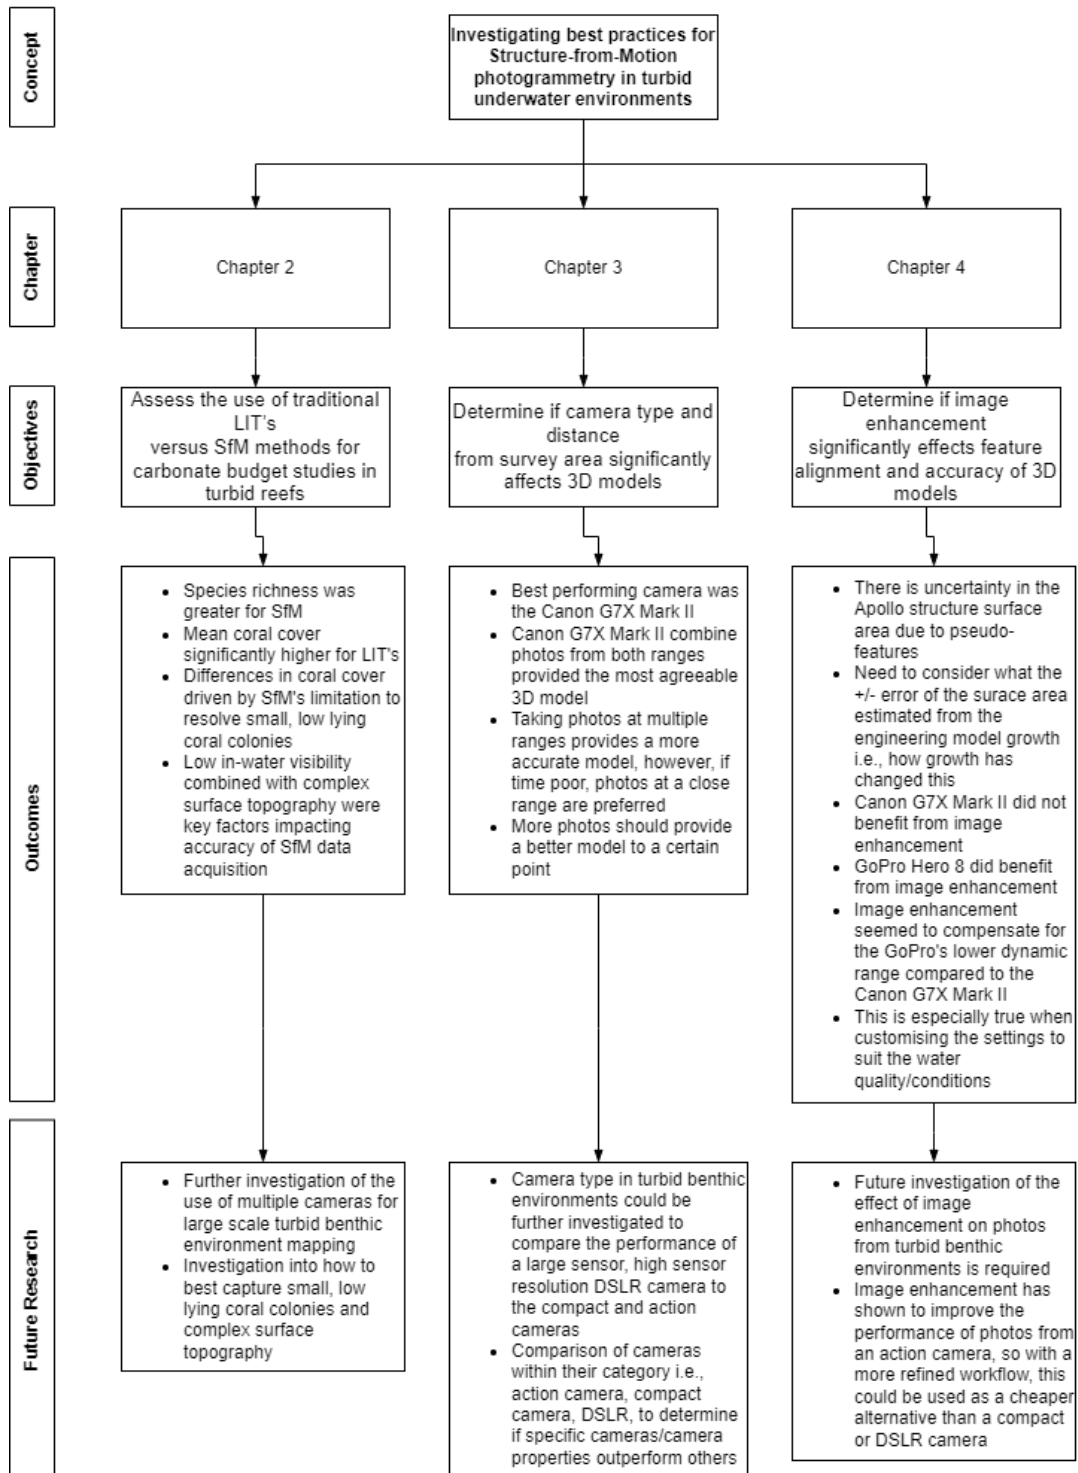 Concept
Investigating best practices for
Structure-from-Motion
photogrammetry in turbid
underwater environments
Chapter
Chapter 2
Chapter 3
Chapter 4
Objectives
Assess the use of traditional
LIT's
versus SfM methods for
carbonate budget studies in
turbid reefs
Determine if camera type and
distance
from survey area significantly
affects 3D models
Determine if image
enhancement
significantly effects feature
alignment and accuracy of 3D
models
Outcomes
• Species richness was
greater for SfM
• Mean coral cover
significantly higher for LIT's
• Differences in coral cover
driven by SfM's limitation to
resolve small, low lying
coral colonies
• Low in-water visibility
combined with complex
surface topography were
key factors impacting
accuracy of SfM data
acquisition
• Best performing camera was
the Canon G7X Mark II
• Canon G7X Mark II combine
photos from both ranges
provided the most agreeable
3D model
• Taking photos at multiple
ranges provides a more
accurate model, however, if
time poor, photos at a close
range are preferred
• More photos should provide
a better model to a certain
point
• There is uncertainty in the
Apollo structure surface
area due to pseudo-
features
• Need to consider what the
+/- error of the surace area
estimated from the
engineering model growth
i.e., how growth has
changed this
• Canon G7X Mark II did not
benefit from image
enhancement
• GoPro Hero 8 did benefit
from image enhancement
• Image enhancement
seemed to compensate for
the GoPro's lower dynamic
range compared to the
Canon G7X Mark II
• This is especially true when
customising the settings to
suit the water
quality/conditions
Future Research
• Further investigation of the
use of multiple cameras for
large scale turbid benthic
environment mapping
• Investigation into how to
best capture small, low
lying coral colonies and
complex surface
topography
• Camera type in turbid benthic
environments could be
further investigated to
compare the performance of
a large sensor, high sensor
resolution DSLR camera to
the compact and action
cameras
• Comparison of cameras
within their category i.e.,
action camera, compact
camera, DSLR, to determine
if specific cameras/camera
properties outperform others
• Future investigation of the
effect of image
enhancement on photos
from turbid benthic
environments is required
• Image enhancement has
shown to improve the
performance of photos from
an action camera, so with a
more refined workflow, this
could be used as a cheaper
alternative than a compact
or DSLR camera